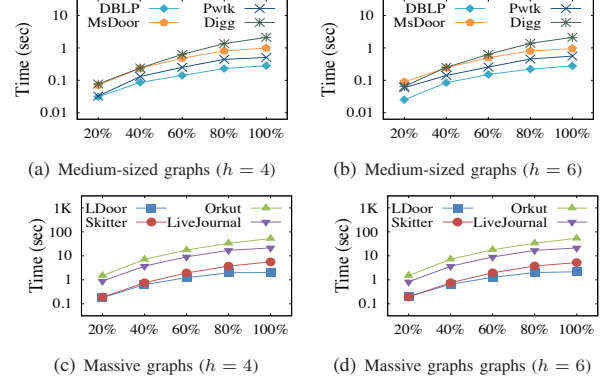 DBLP Pwtk
MsDoor Digg
Time (sec)
10
1
0.1
0.01
20% 40% 60% 80% 100%
(a) Medium-sized graphs (h = 4)
DBLP Pwtk
MsDoor Digg
Time (sec)
10
1
0.1
0.01
20% 40% 60% 80% 100%
(b) Medium-sized graphs (h = 6)
LDoor Orkut
Skitter LiveJournal
Time (sec)
1K
100
10
1
0.1
20% 40% 60% 80% 100%
(c) Massive graphs (h = 4)
LDoor Orkut
Skitter LiveJournal
Time (sec)
1K
100
10
1
0.1
20% 40% 60% 80% 100%
(d) Massive graphs graphs (h = 6)